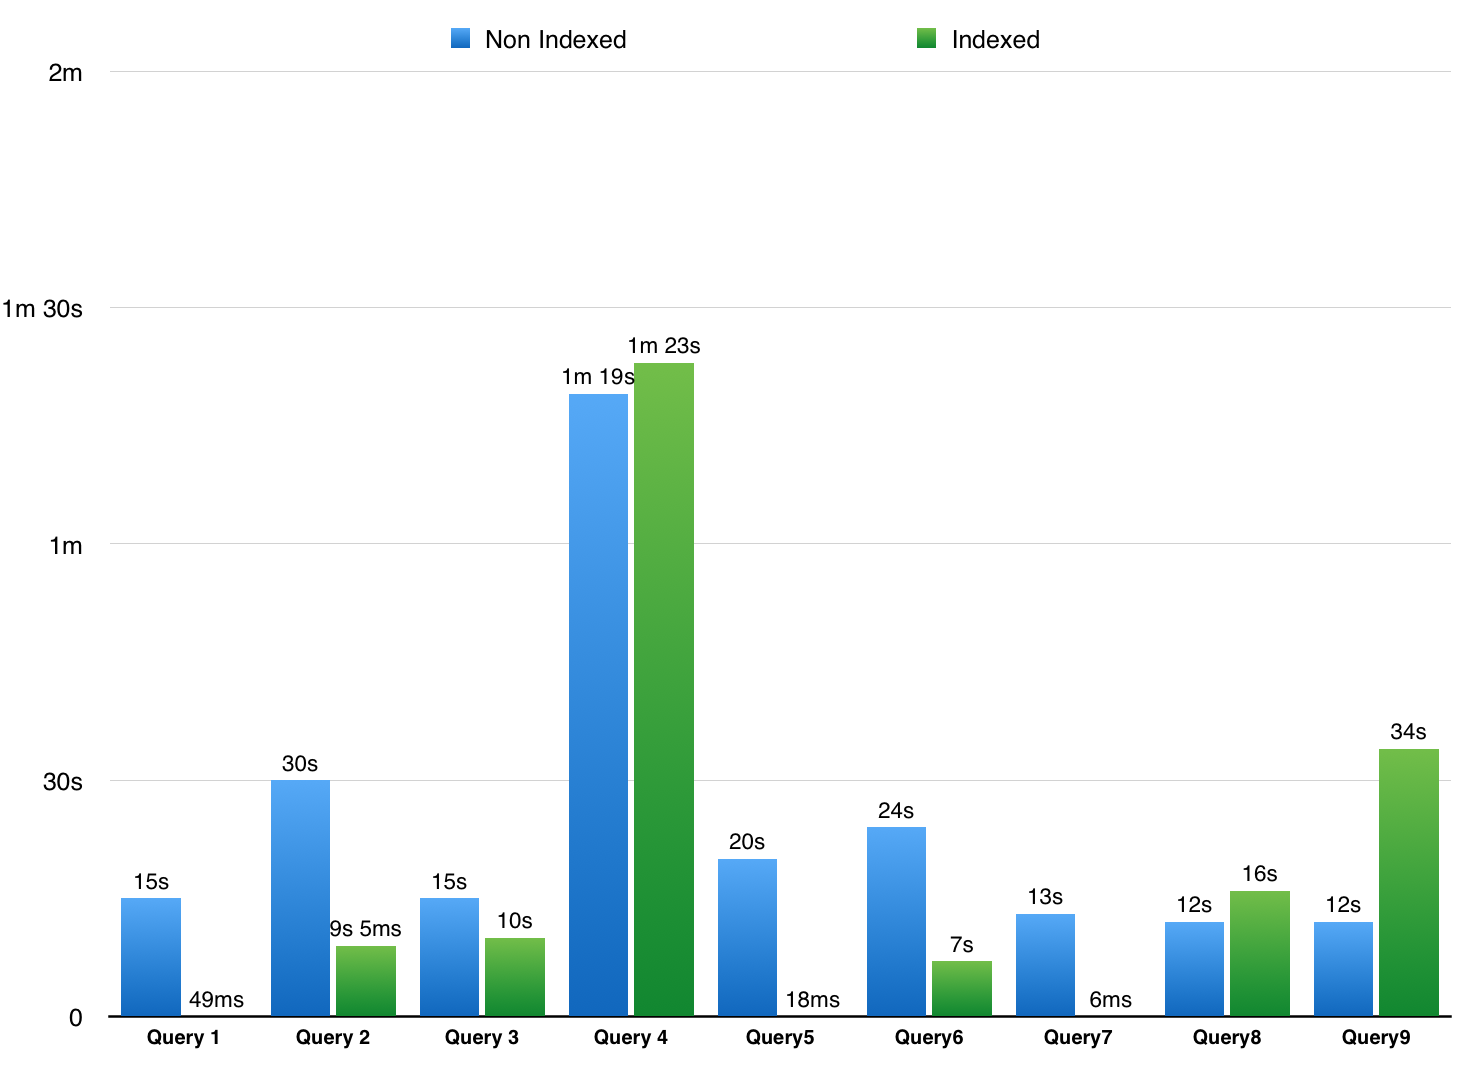 Non Indexed Indexed
2m
1m 30s
1m 23s
1m 19s
1m
34s
30s
30s
24s
20s
15s 15s
16s
13s
12s 12s
9s 5ms
10s
7s
49ms 18ms 6ms
0
Query 1 Query 2 Query 3 Query 4 Query5 Query6 Query7 Query8 Query9